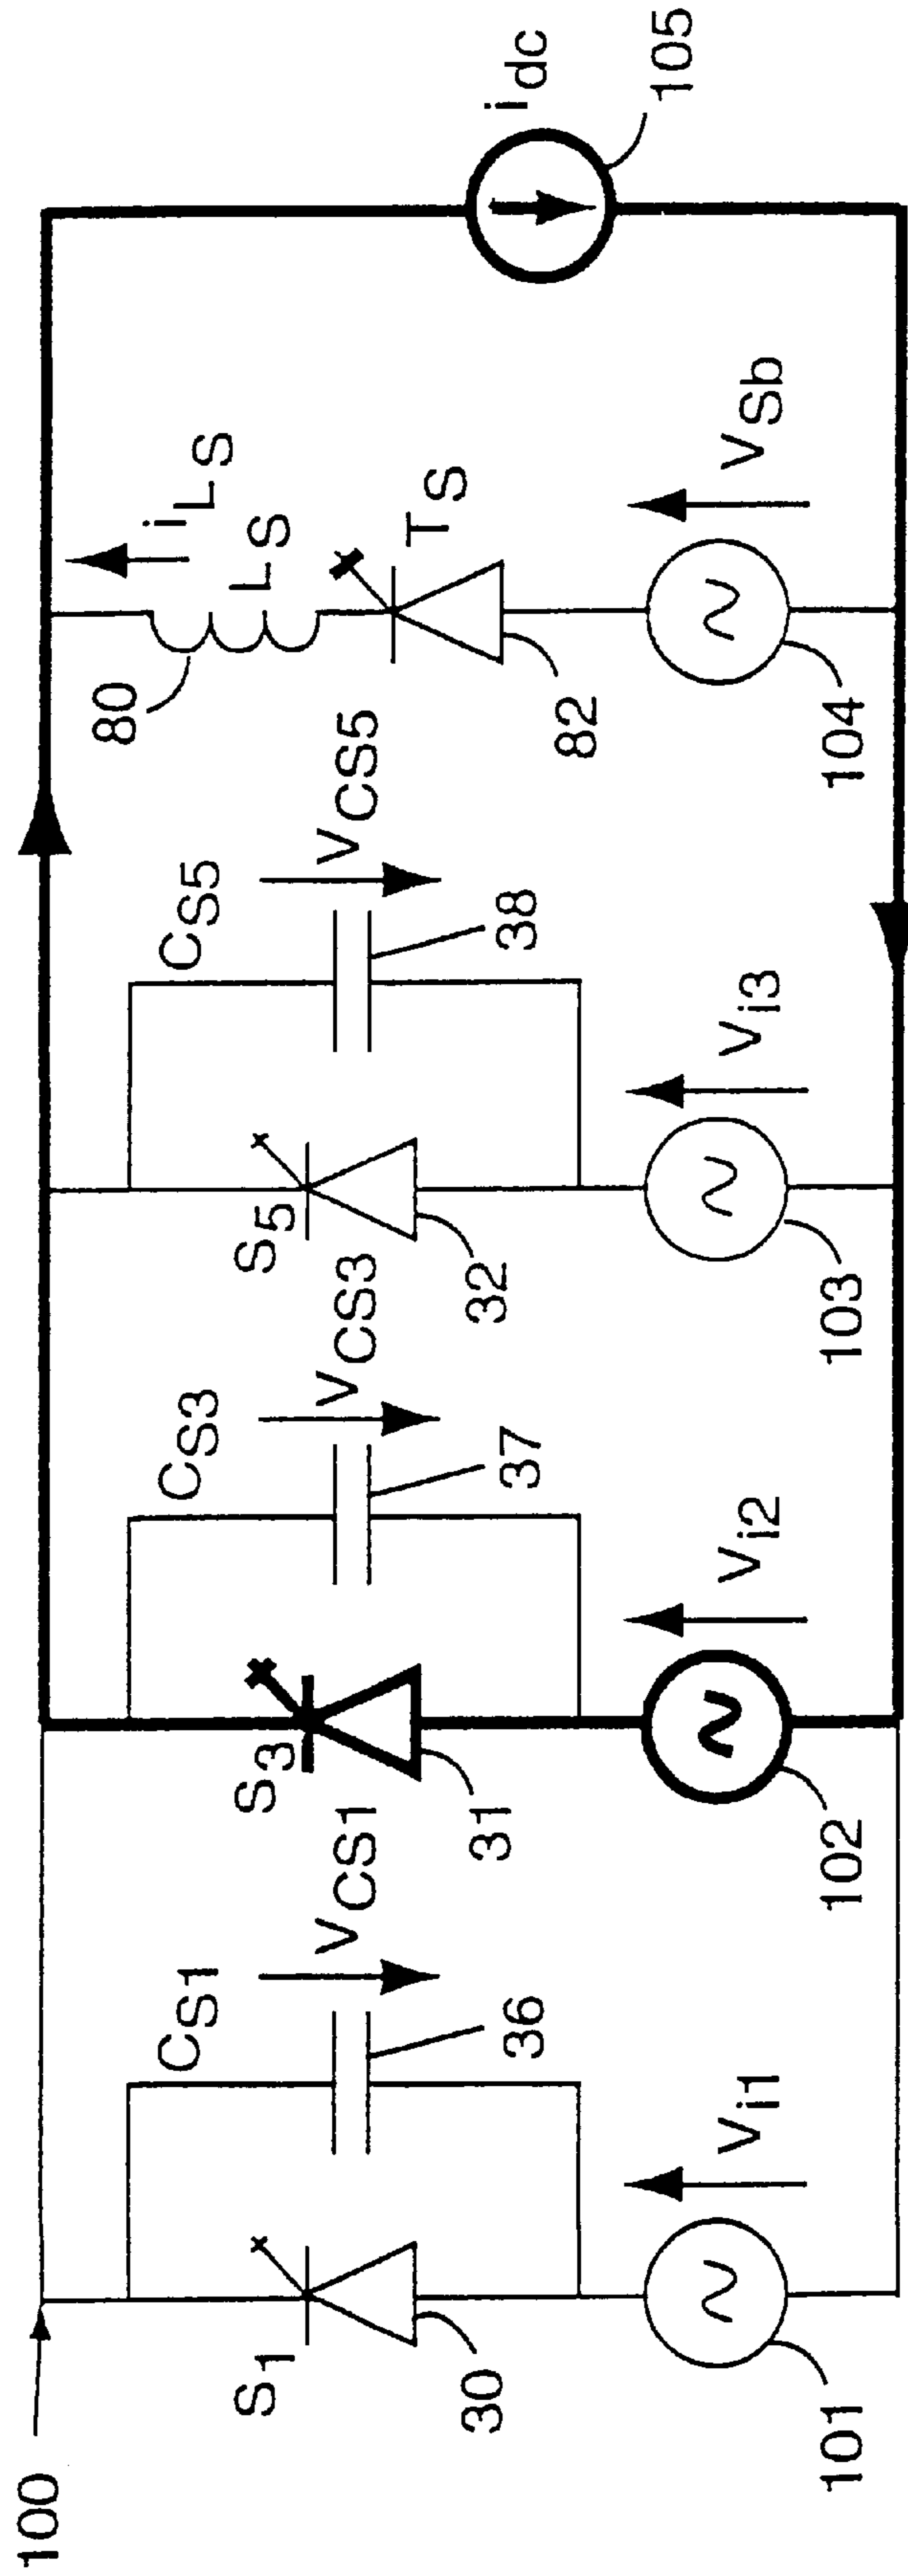 100
S1
30
CS1
VCS1
36
Vi1
101
S3
31
CS3
VCS3
37
Vi2
102
S5
32
CS5
VCS5
38
Vi3
103
80
LS
iLS
TS
82
VSb
104
idc
105